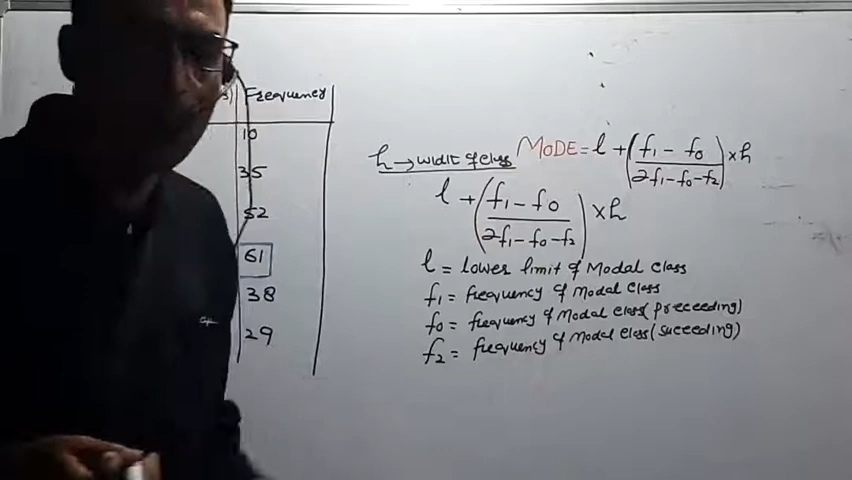 s) Frequency
10
35
52
61
38
29
h → width of class
MODE = l + (f₁ - f₀ / 2f₁ - f₀ - f₂) × h
l + (f₁ - f₀ / 2f₁ - f₀ - f₂) × h
l = lower limit of Modal class
f₁ = frequency of Modal class
f₀ = frequency of Modal class (preceeding)
f₂ = frequency of Modal class (succeeding)